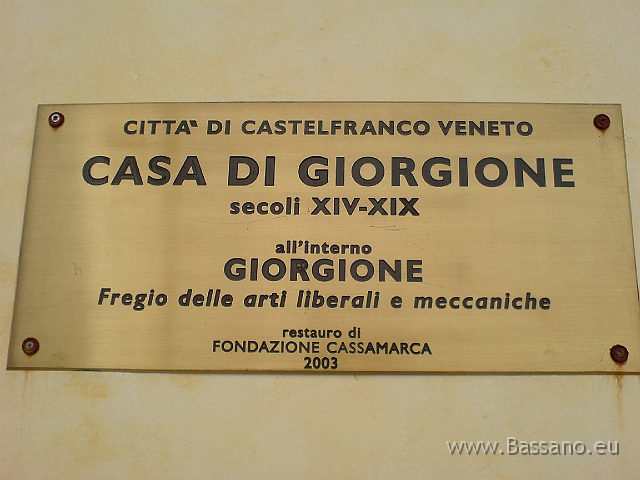 CITTA" DI CASTELFRANCO VENETO
CASA DI GIORGIONE
secoli XIV-XIX
all'interno
GIORGIONE
Fregio delle arti liberali e meccaniche
restauro di
FONDAZIONE CASSAMARCA
2003
www.Bassano.eu